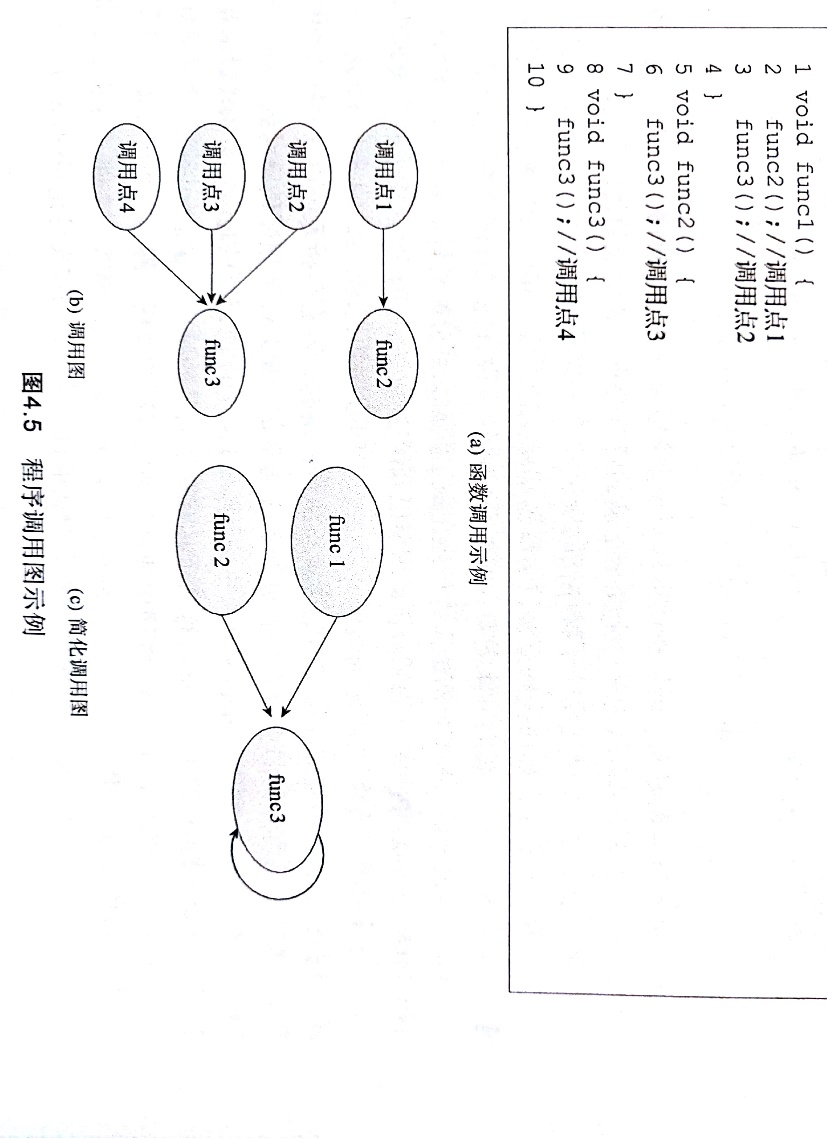 1 void func1() {
2   func2();//调用点1
3   func3();//调用点2
4 }
5 void func2() {
6   func3();//调用点3
7 }
8 void func3() {
9   func3();//调用点4
10 }
(a) 函数调用示例
调用点1
func2
调用点2
调用点3
调用点4
func3
(b) 调用图
func 1
func 2
func3
(c) 简化调用图
图4.5 程序调用图示例